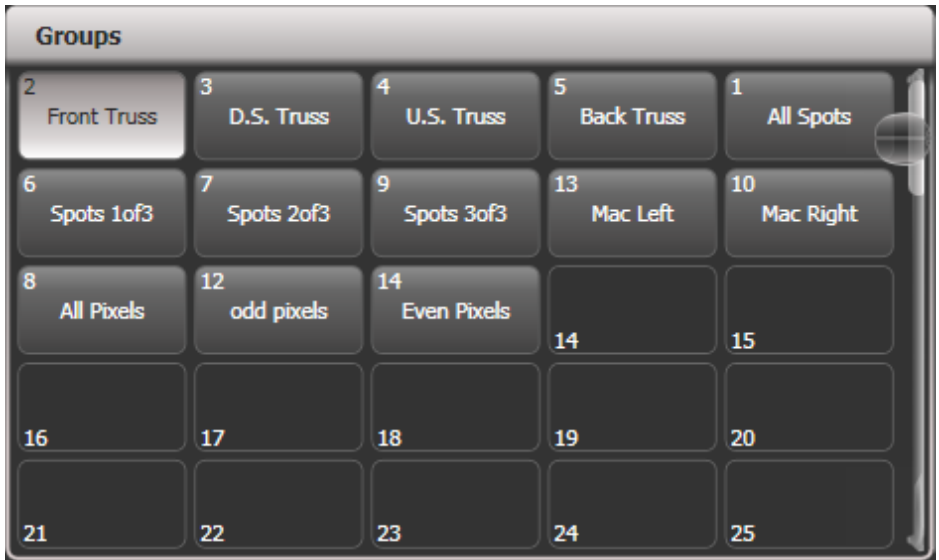 Groups
2 3 4 5 1
Front Truss D.S. Truss U.S. Truss Back Truss All Spots
6 7 9 13 10
Spots 1of3 Spots 2of3 Spots 3of3 Mac Left Mac Right
8 12 14
All Pixels odd pixels Even Pixels
14 15
16 17 18 19 20
21 22 23 24 25